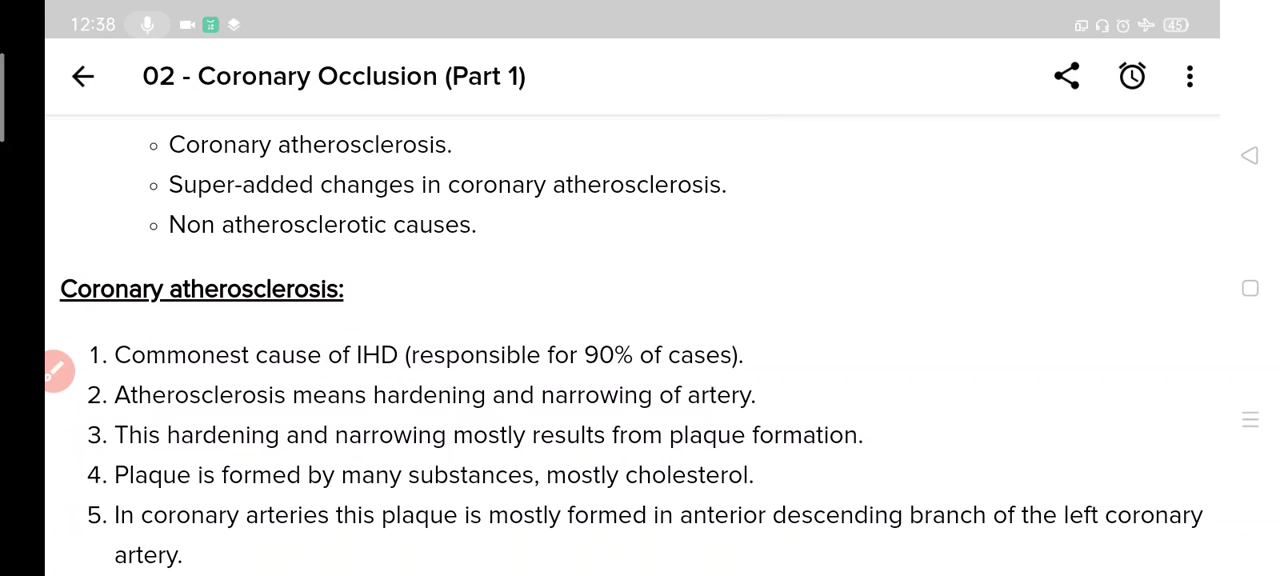 12:38
45
02 - Coronary Occlusion (Part 1)
Coronary atherosclerosis.
Super-added changes in coronary atherosclerosis.
Non atherosclerotic causes.
Coronary atherosclerosis:
1. Commonest cause of IHD (responsible for 90% of cases).
2. Atherosclerosis means hardening and narrowing of artery.
3. This hardening and narrowing mostly results from plaque formation.
4. Plaque is formed by many substances, mostly cholesterol.
5. In coronary arteries this plaque is mostly formed in anterior descending branch of the left coronary
artery.